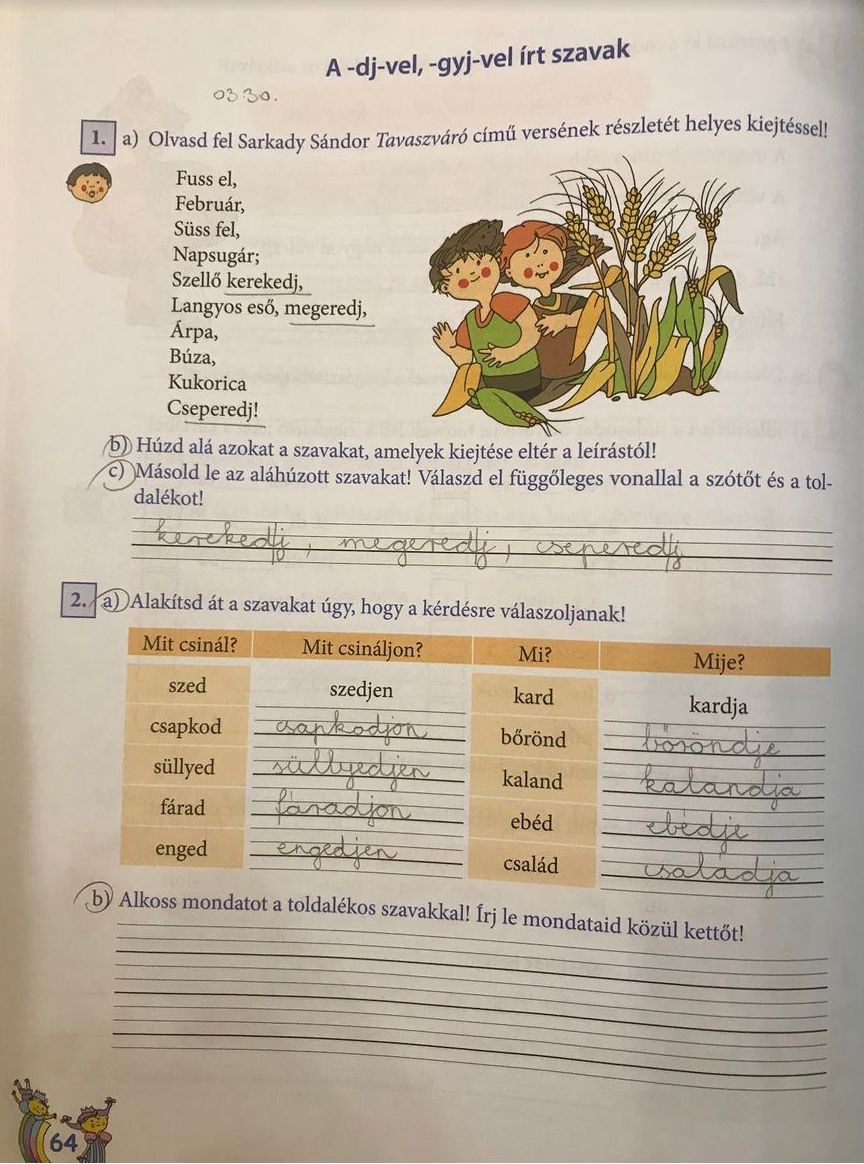 A -dj-vel, -gyj-vel írt szavak
03 30.
1. a) Olvasd fel Sarkady Sándor Tavaszváró című versének részletét helyes kiejtéssel!
Fuss el,
Február,
Süss fel,
Napsugár;
Szellő kerekedj,
Langyos eső, megeredj,
Árpa,
Búza,
Kukorica
Cseperedj!
b) Húzd alá azokat a szavakat, amelyek kiejtése eltér a leírástól!
c) Másold le az aláhúzott szavakat! Válaszd el függőleges vonallal a szótőt és a tol-
dalékot!
kereked|j, megered|j, csepered|j
2. a) Alakítsd át a szavakat úgy, hogy a kérdésre válaszoljanak!
Mit csinál? Mit csináljon? Mi? Mije?
szed szedjen kard kardja
csapkod csapkodjon bőrönd bőröndje
süllyed süllyedjen kaland kalandja
fárad fáradjon ebéd ebédje
enged engedjen család családja
b) Alkoss mondatot a toldalékos szavakkal! Írj le mondataid közül kettőt!
64